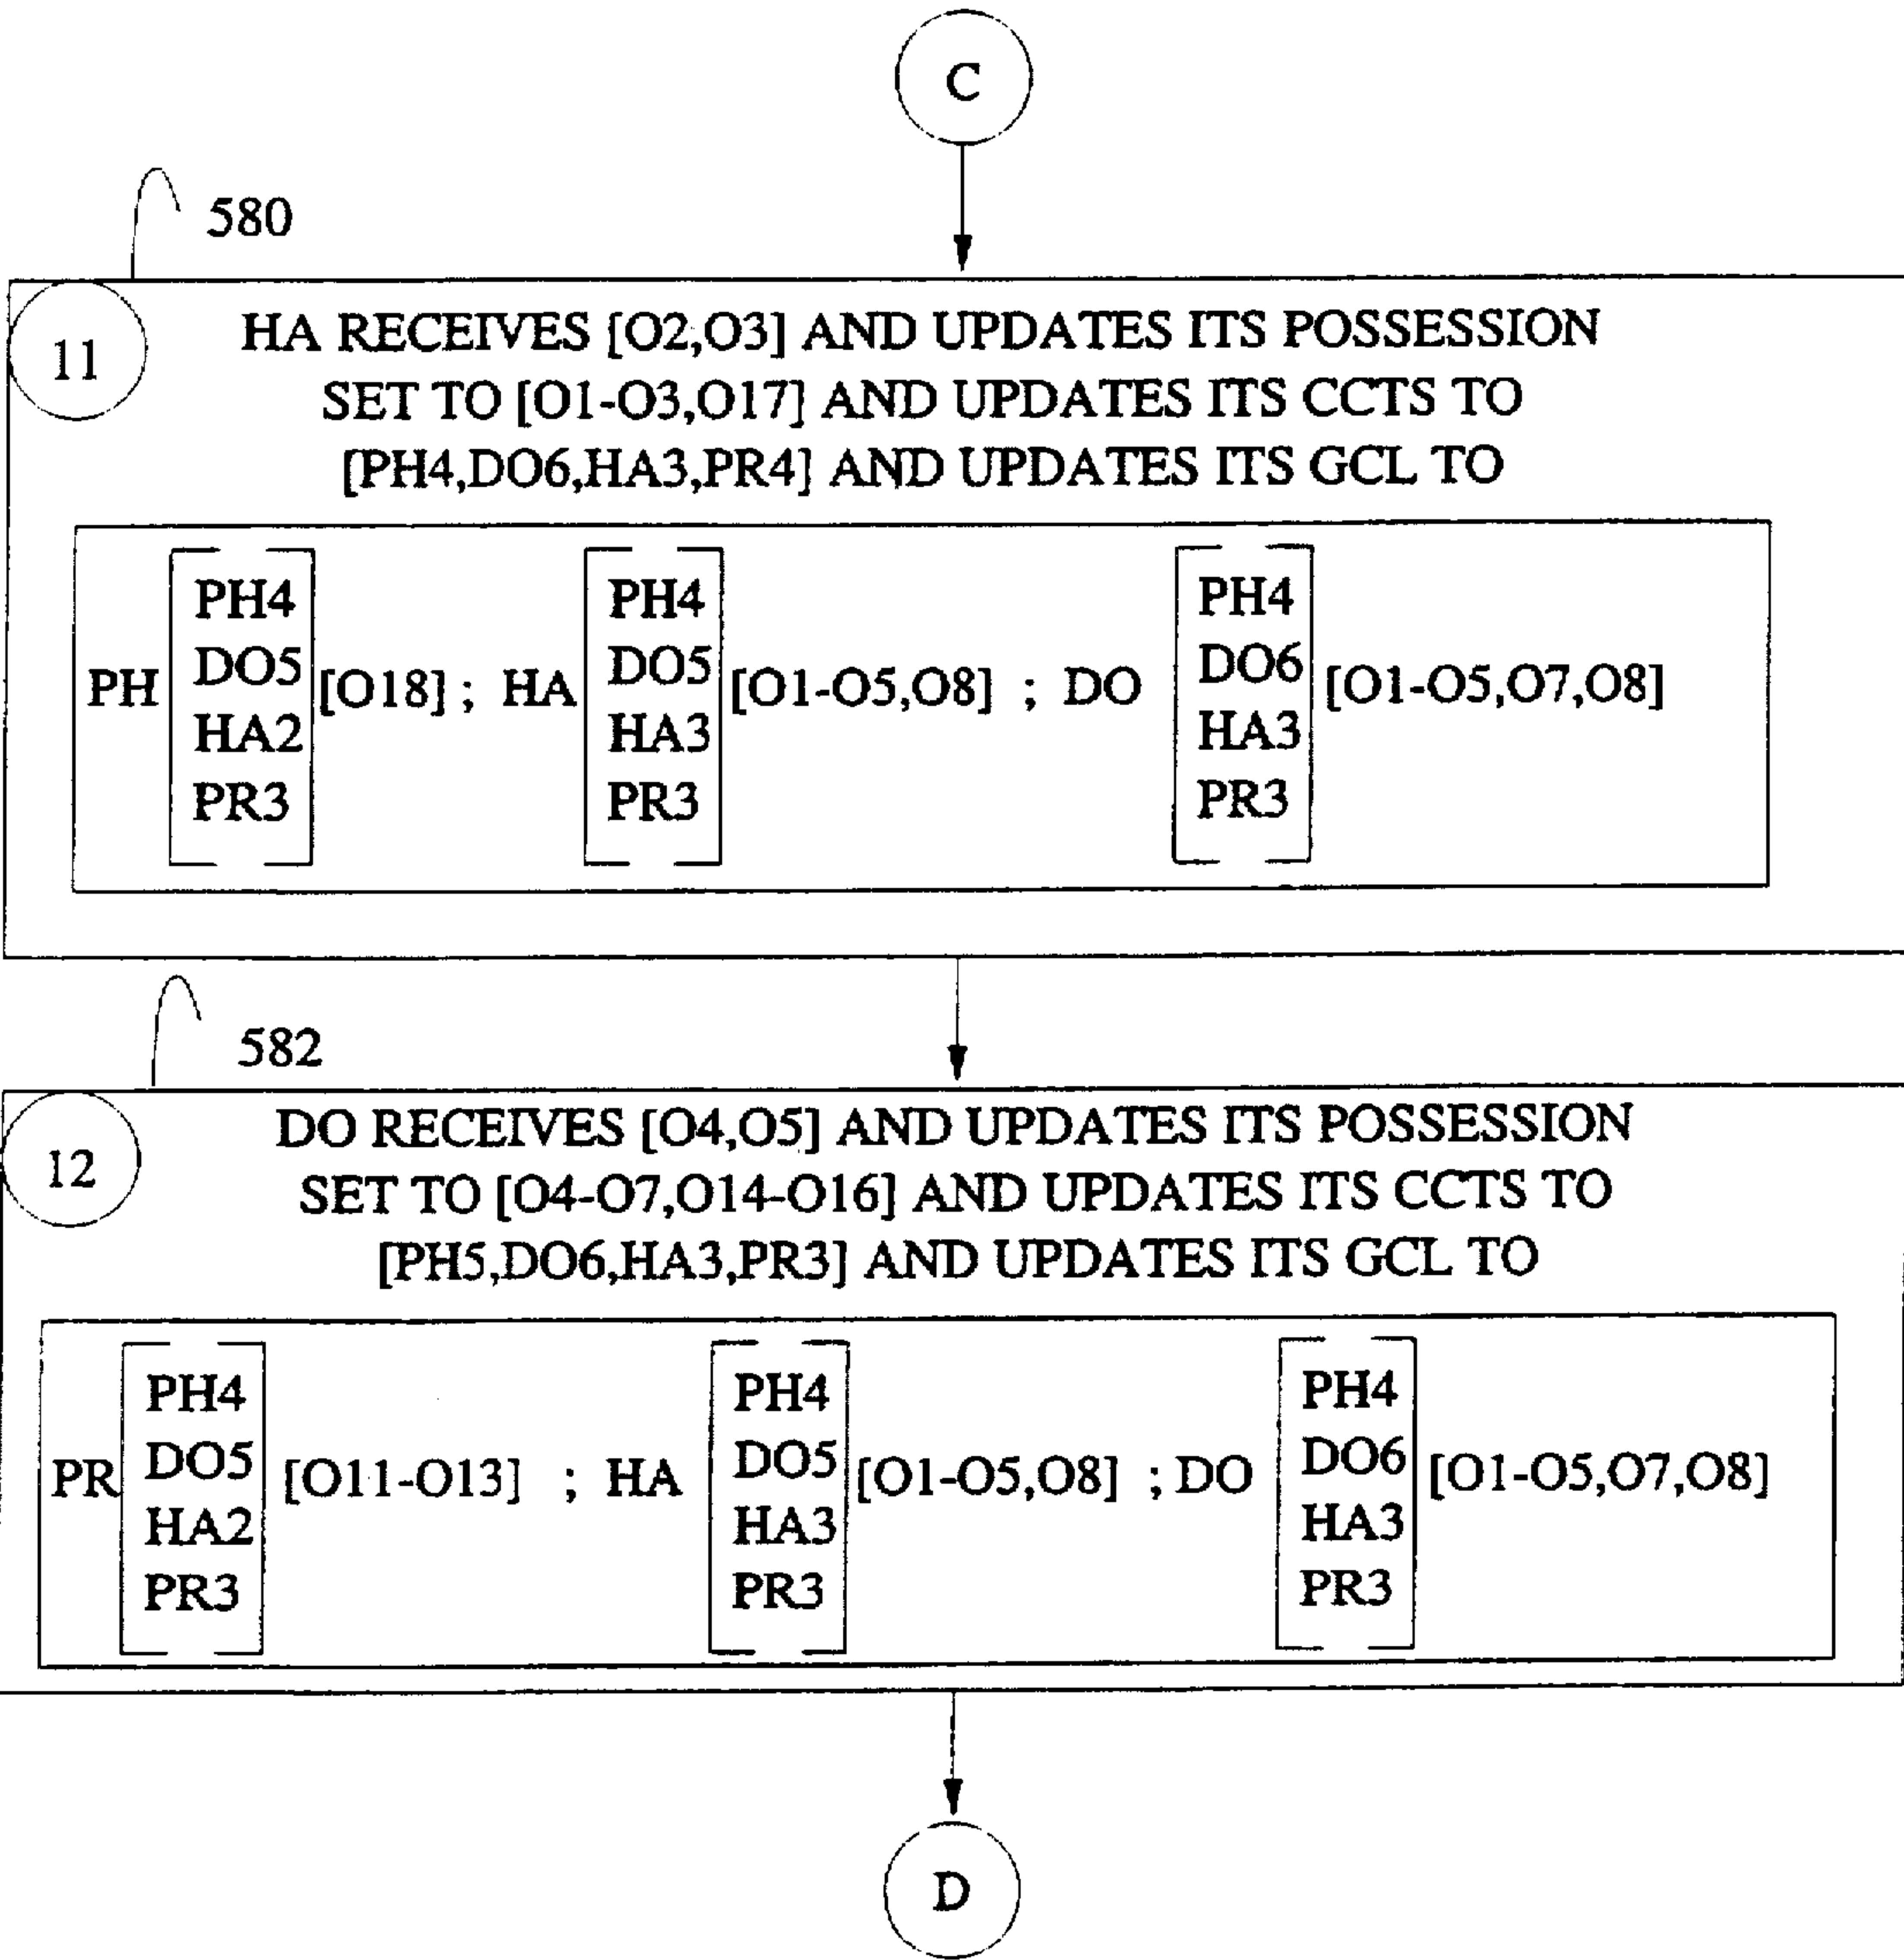 C
580
11
HA RECEIVES [O2,O3] AND UPDATES ITS POSSESSION
SET TO [O1-O3,O17] AND UPDATES ITS CCTS TO
[PH4,DO6,HA3,PR4] AND UPDATES ITS GCL TO
PH
PH4
DO5
HA2
PR3
[O18] ;
HA
PH4
DO5
HA3
PR3
[O1-O5,O8] ;
DO
PH4
DO6
HA3
PR3
[O1-O5,O7,O8]
582
12
DO RECEIVES [O4,O5] AND UPDATES ITS POSSESSION
SET TO [O4-O7,O14-O16] AND UPDATES ITS CCTS TO
[PH5,DO6,HA3,PR3] AND UPDATES ITS GCL TO
PR
PH4
DO5
HA2
PR3
[O11-O13] ;
HA
PH4
DO5
HA3
PR3
[O1-O5,O8] ;
DO
PH4
DO6
HA3
PR3
[O1-O5,O7,O8]
D